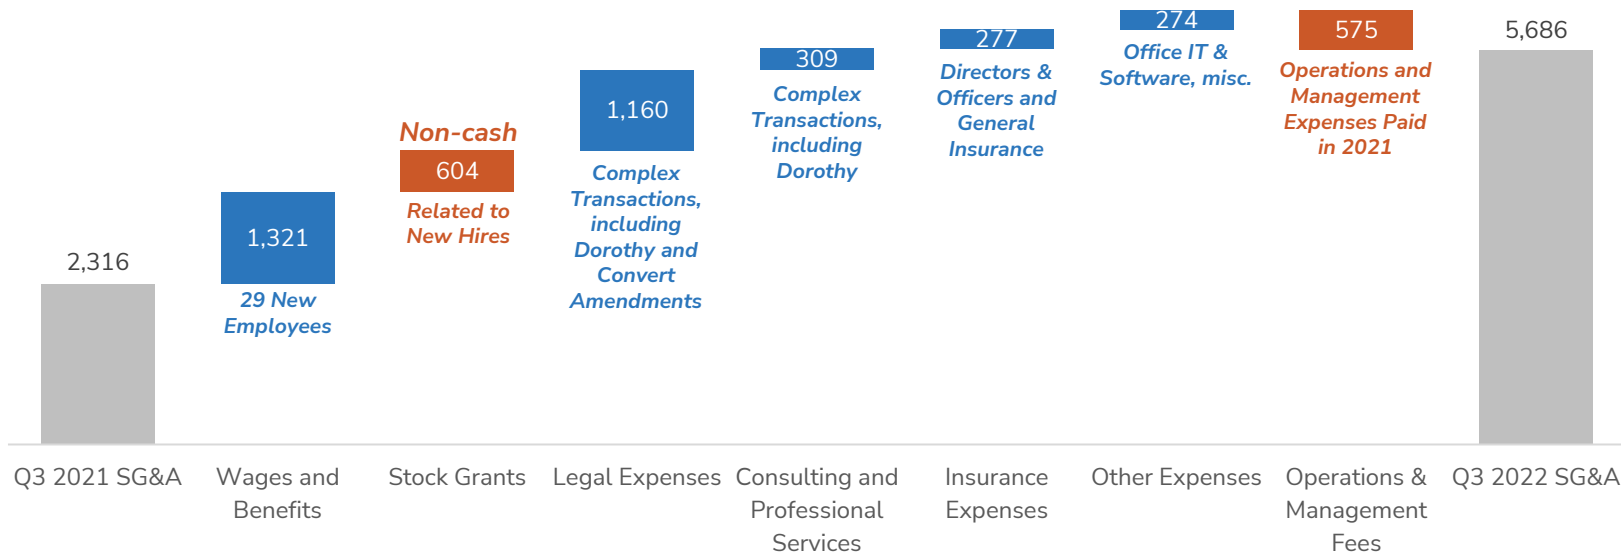 2,316
1,321
29 New
Employees
Non-cash
604
Related to
New Hires
1,160
Complex
Transactions,
including
Dorothy and
Convert
Amendments
309
Complex
Transactions,
including
Dorothy
277
Directors &
Officers and
General
Insurance
274
Office IT &
Software, misc.
575
Operations and
Management
Expenses Paid
in 2021
5,686
Q3 2021 SG&A
Wages and
Benefits
Stock Grants
Legal Expenses
Consulting and
Professional
Services
Insurance
Expenses
Other Expenses
Operations &
Management
Fees
Q3 2022 SG&A